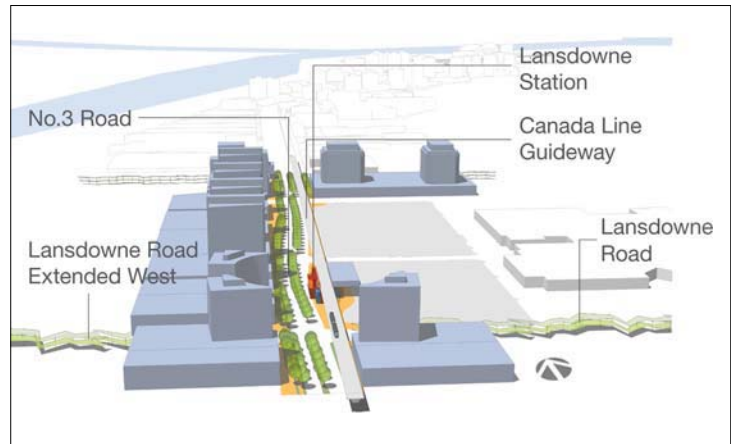 Lansdowne
Station
No.3 Road
Canada Line
Guideway
Lansdowne Road
Extended West
Lansdowne
Road